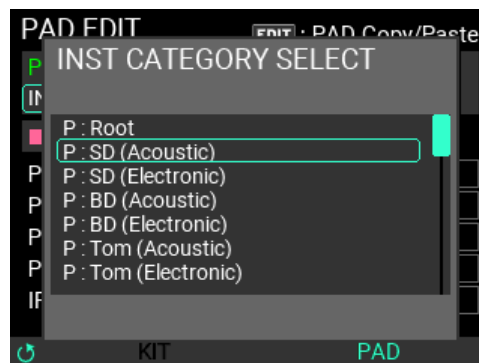 PAD EDIT EDIT : PAD Copy/Paste
INST CATEGORY SELECT
P : Root
P : SD (Acoustic)
P : SD (Electronic)
P : BD (Acoustic)
P : BD (Electronic)
P : Tom (Acoustic)
P : Tom (Electronic)
KIT PAD